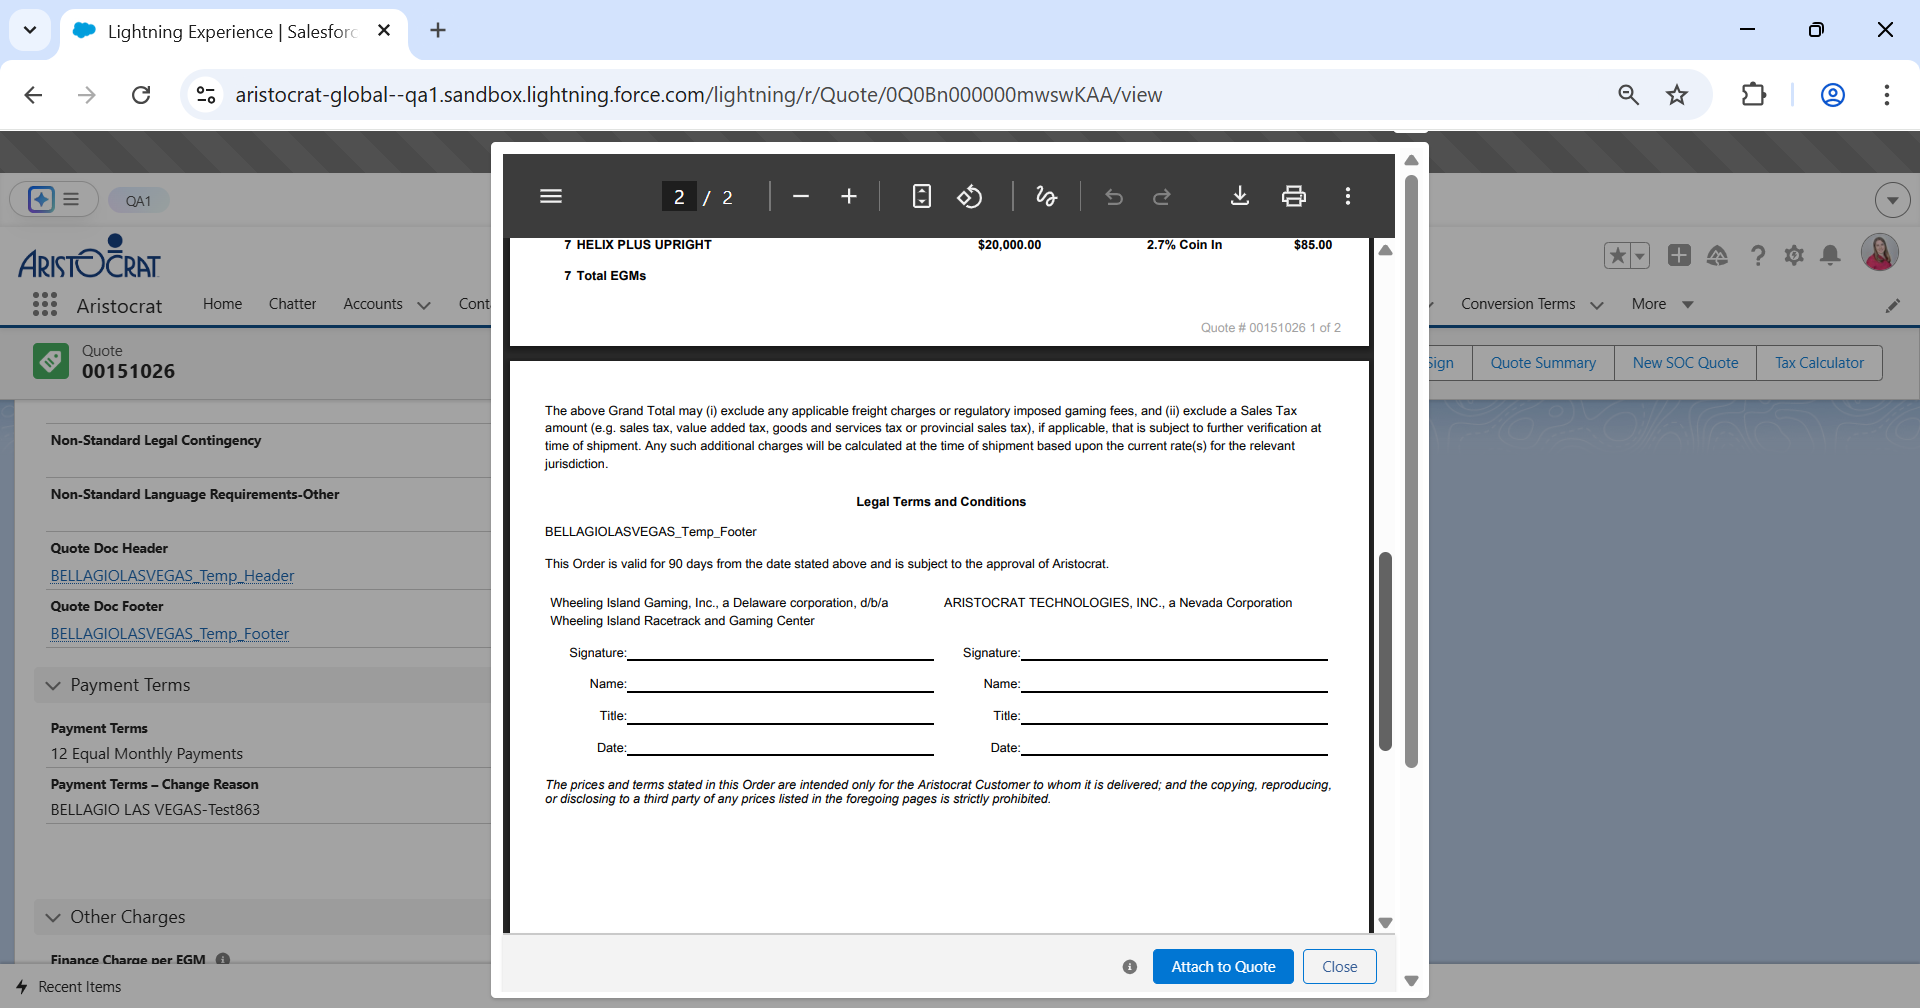 Lightning Experience | Salesforc
aristocrat-global--qa1.sandbox.lightning.force.com/lightning/r/Quote/0Q0Bn000000mwswKAA/view
2 / 2
QA1
ARISTOCRAT
Aristocrat
Home
Chatter
Accounts
Cont
Conversion Terms
More
Quote
00151026
Sign
Quote Summary
New SOC Quote
Tax Calculator
Non-Standard Legal Contingency
Non-Standard Language Requirements-Other
Quote Doc Header
BELLAGIOLASVEGAS_Temp_Header
Quote Doc Footer
BELLAGIOLASVEGAS_Temp_Footer
Payment Terms
Payment Terms
12 Equal Monthly Payments
Payment Terms – Change Reason
BELLAGIO LAS VEGAS-Test863
Other Charges
Finance Charge per EGM
Recent Items
7 HELIX PLUS UPRIGHT $20,000.00 2.7% Coin In $85.00
7 Total EGMs
Quote # 00151026 1 of 2
The above Grand Total may (i) exclude any applicable freight charges or regulatory imposed gaming fees, and (ii) exclude a Sales Tax
amount (e.g. sales tax, value added tax, goods and services tax or provincial sales tax), if applicable, that is subject to further verification at
time of shipment. Any such additional charges will be calculated at the time of shipment based upon the current rate(s) for the relevant
jurisdiction.
Legal Terms and Conditions
BELLAGIOLASVEGAS_Temp_Footer
This Order is valid for 90 days from the date stated above and is subject to the approval of Aristocrat.
Wheeling Island Gaming, Inc., a Delaware corporation, d/b/a
Wheeling Island Racetrack and Gaming Center
ARISTOCRAT TECHNOLOGIES, INC., a Nevada Corporation
Signature: Signature:
Name: Name:
Title: Title:
Date: Date:
The prices and terms stated in this Order are intended only for the Aristocrat Customer to whom it is delivered; and the copying, reproducing,
or disclosing to a third party of any prices listed in the foregoing pages is strictly prohibited.
Attach to Quote
Close